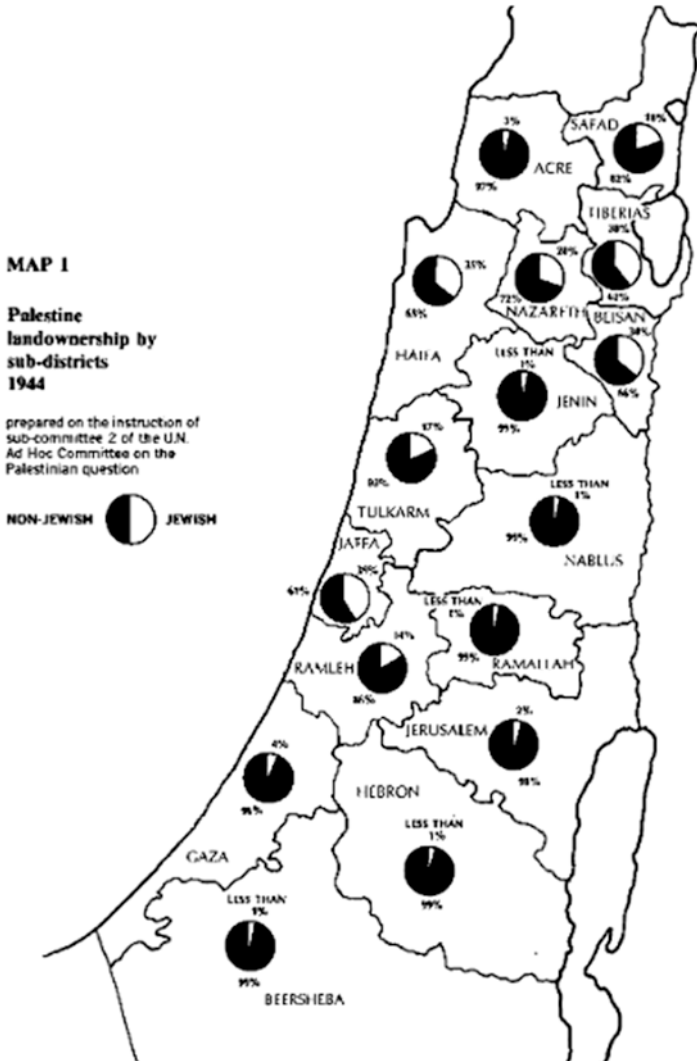 MAP 1
Palestine
landownership by
sub-districts
1944
prepared on the instruction of
sub-committee 2 of the U.N.
Ad Hoc Committee on the
Palestinian question
NON-JEWISH
JEWISH
SAFAD
18%
82%
3%
ACRE
97%
TIBERIAS
38%
62%
35%
65%
HAIFA
28%
72%
NAZARETH
BEISAN
34%
66%
LESS THAN
1%
JENIN
99%
17%
TULKARM
LESS THAN
1%
99%
NABLUS
JAFFA
39%
61%
LESS THAN
1%
99%
RAMALLAH
14%
RAMLEH
86%
JERUSALEM
2%
98%
4%
GAZA
HEBRON
LESS THAN
1%
99%
LESS THAN
1%
99%
BEERSHEBA